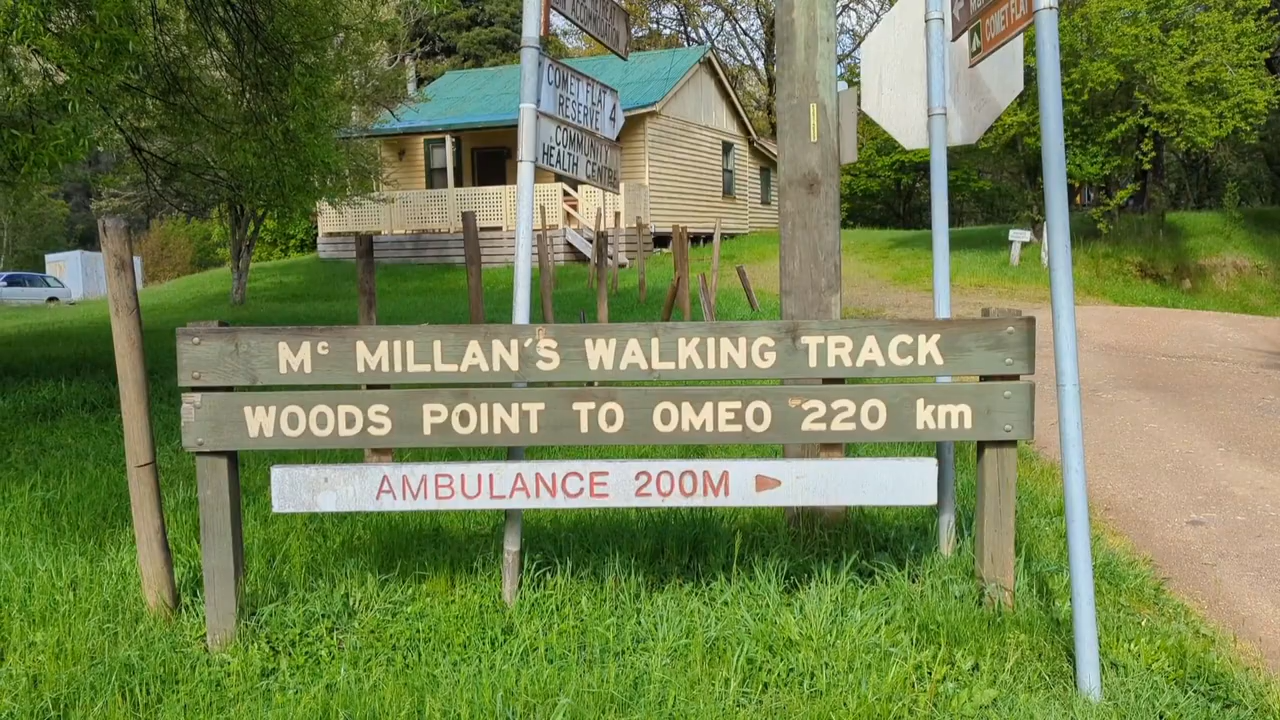 ACCOMMODATION
COMET FLAT
RESERVE 4
COMMUNITY
HEALTH CENTRE
COMET FLAT
Mc MILLAN'S WALKING TRACK
WOODS POINT TO OMEO 220 km
AMBULANCE 200M